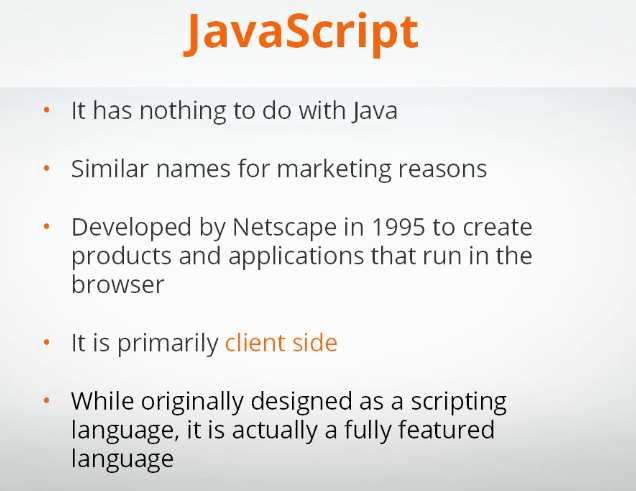 JavaScript
• It has nothing to do with Java
• Similar names for marketing reasons
• Developed by Netscape in 1995 to create
products and applications that run in the
browser
• It is primarily client side
• While originally designed as a scripting
language, it is actually a fully featured
language